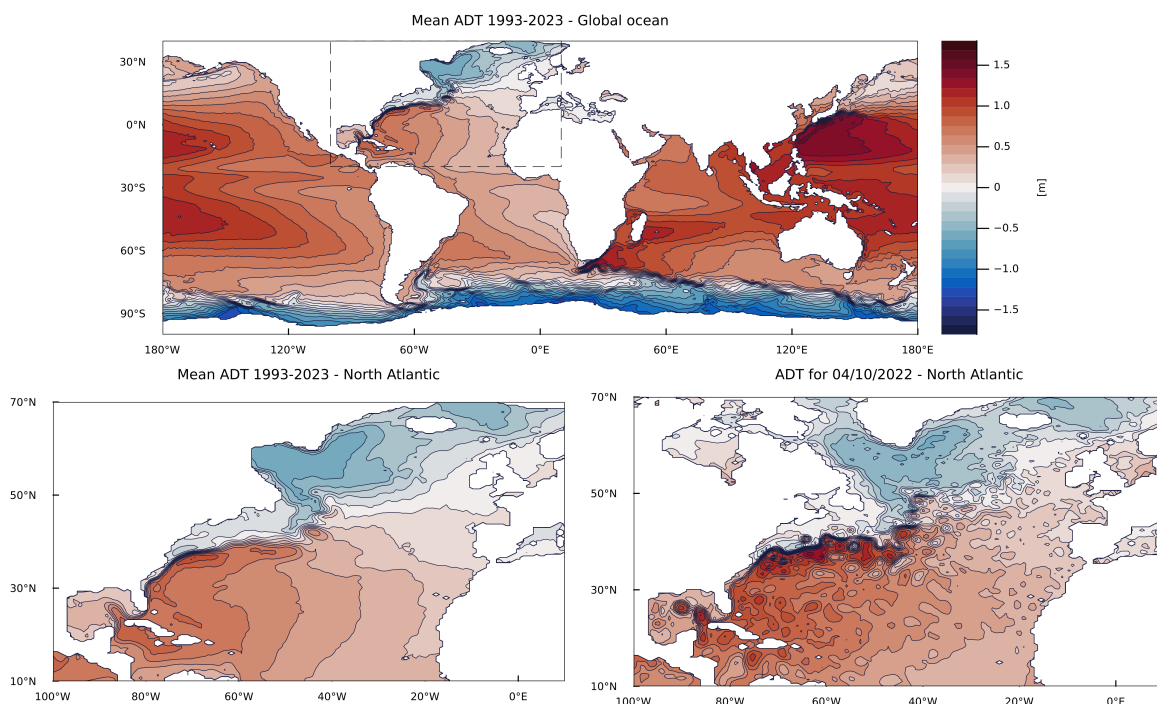 Mean ADT 1993-2023 - Global ocean
30°N
0°N
30°S
60°S
90°S
180°W 120°W 60°W 0°E 60°E 120°E 180°E
1.5
1.0
0.5
0
−0.5
−1.0
−1.5
[m]
Mean ADT 1993-2023 - North Atlantic
70°N
50°N
30°N
10°N
100°W 80°W 60°W 40°W 20°W 0°E
ADT for 04/10/2022 - North Atlantic
70°N
50°N
30°N
10°N
100°W 80°W 60°W 40°W 20°W 0°E